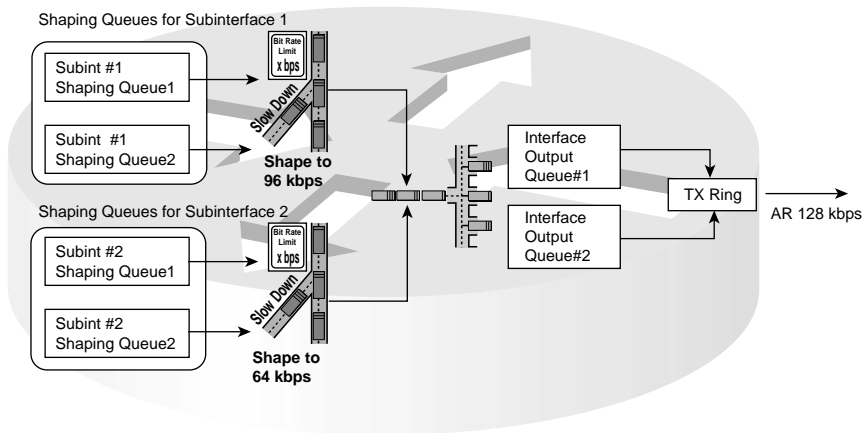 Shaping Queues for Subinterface 1
Subint #1
Shaping Queue1
Subint #1
Shaping Queue2
Bit Rate
Limit
x bps
Slow Down
Shape to
96 kbps
Shaping Queues for Subinterface 2
Subint #2
Shaping Queue1
Subint #2
Shaping Queue2
Bit Rate
Limit
x bps
Slow Down
Shape to
64 kbps
Interface
Output
Queue#1
Interface
Output
Queue#2
TX Ring
AR 128 kbps